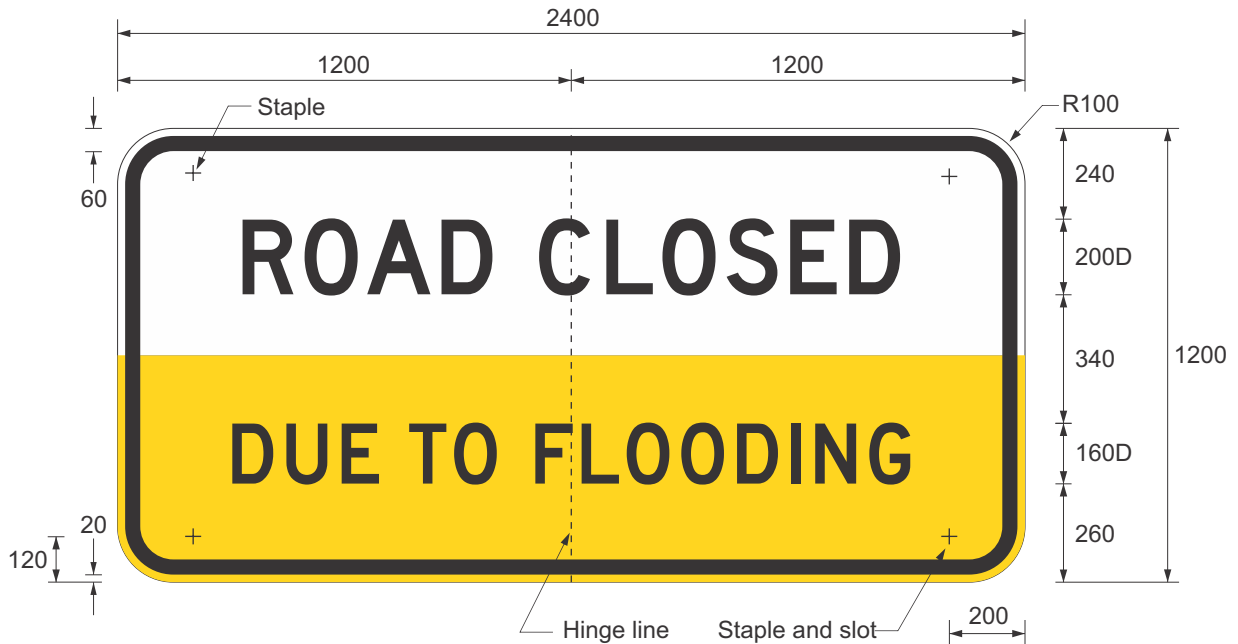 2400
1200 1200
Staple R100
60 240
ROAD CLOSED 200D
340 1200
DUE TO FLOODING 160D
20 260
120
Hinge line Staple and slot 200